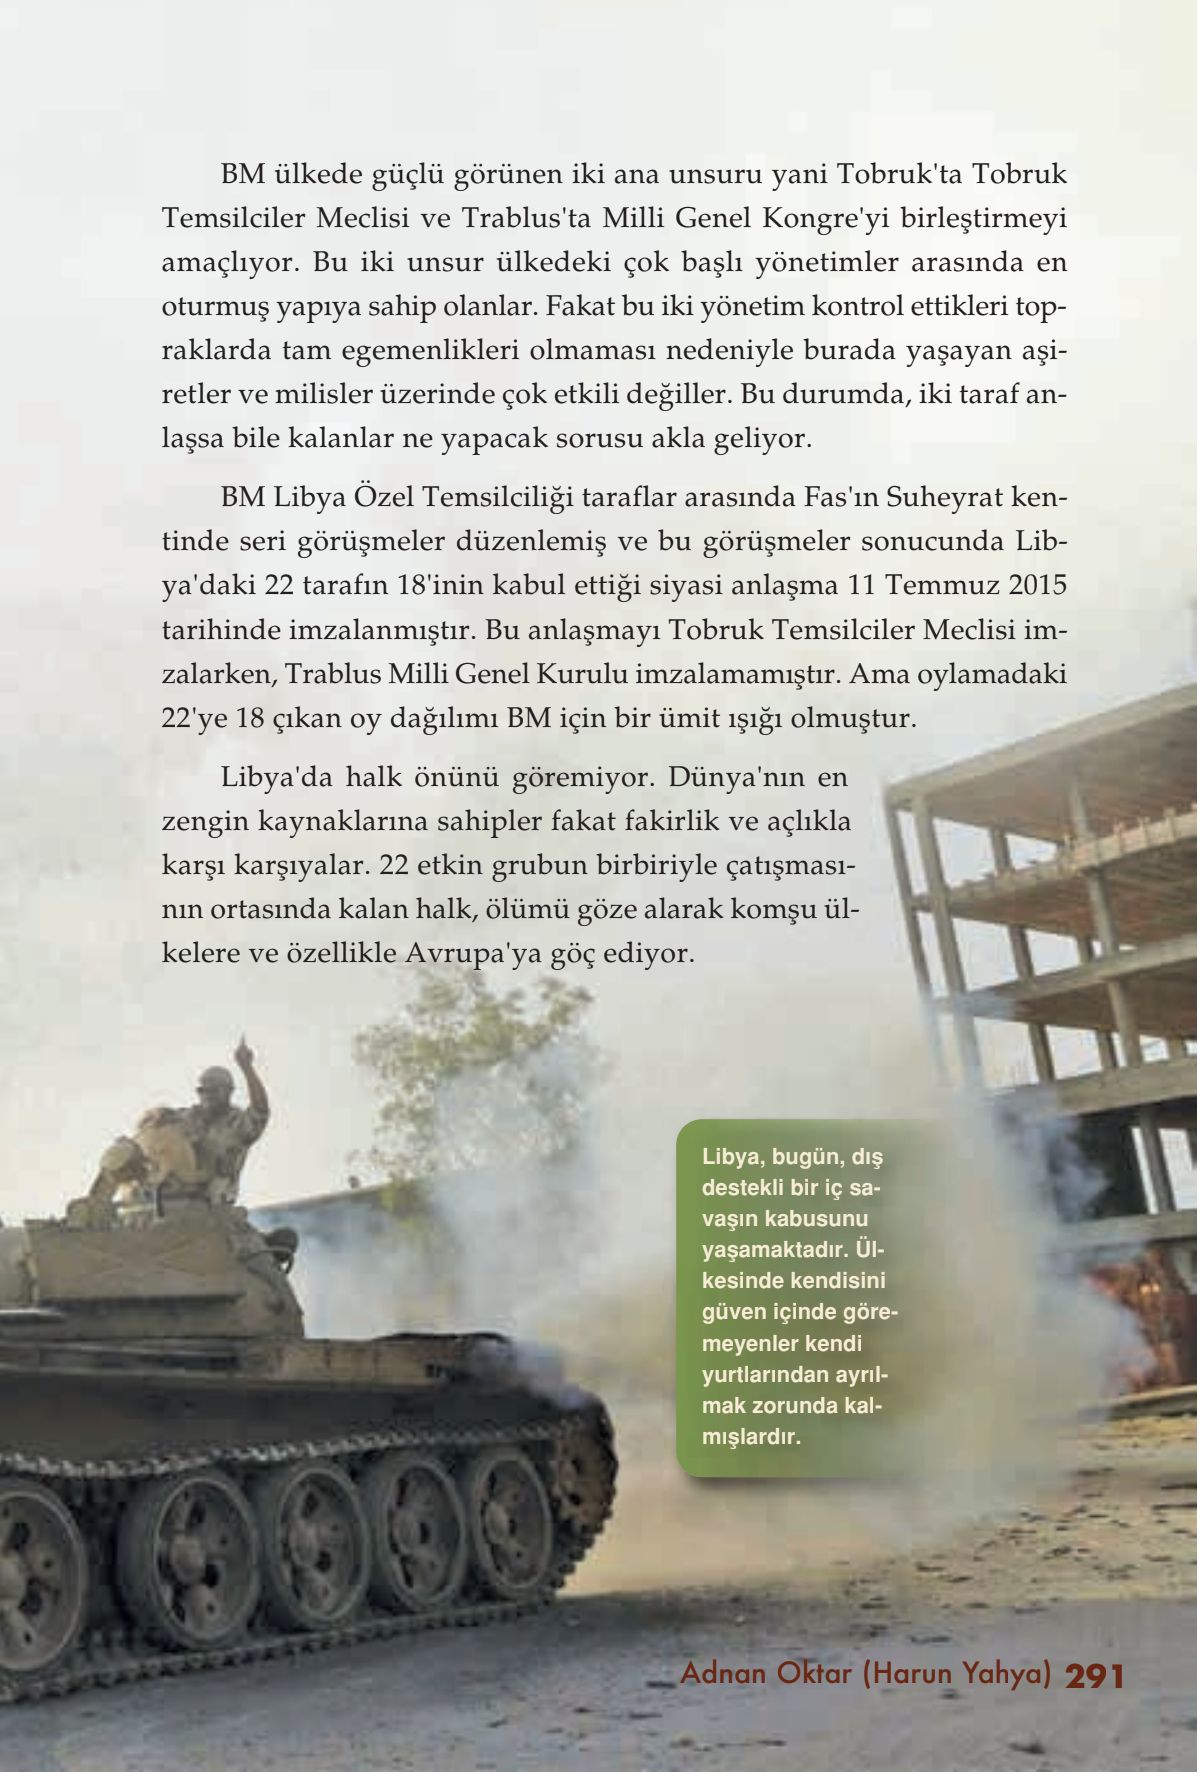 BM ülkede güçlü görünen iki ana unsuru yani Tobruk'ta Tobruk
Temsilciler Meclisi ve Trablus'ta Milli Genel Kongre'yi birleştirmeyi
amaçlıyor. Bu iki unsur ülkedeki çok başlı yönetimler arasında en
oturmuş yapıya sahip olanlar. Fakat bu iki yönetim kontrol ettikleri top-
raklarda tam egemenlikleri olmaması nedeniyle burada yaşayan aşi-
retler ve milisler üzerinde çok etkili değiller. Bu durumda, iki taraf an-
laşsa bile kalanlar ne yapacak sorusu akla geliyor.
BM Libya Özel Temsilciliği taraflar arasında Fas'ın Suheyrat ken-
tinde seri görüşmeler düzenlemiş ve bu görüşmeler sonucunda Lib-
ya'daki 22 tarafın 18'inin kabul ettiği siyasi anlaşma 11 Temmuz 2015
tarihinde imzalanmıştır. Bu anlaşmayı Tobruk Temsilciler Meclisi im-
zalarken, Trablus Milli Genel Kurulu imzalamamıştır. Ama oylamadaki
22'ye 18 çıkan oy dağılımı BM için bir ümit ışığı olmuştur.
Libya'da halk önünü göremiyor. Dünya'nın en
zengin kaynaklarına sahipler fakat fakirlik ve açlıkla
karşı karşıyalar. 22 etkin grubun birbiriyle çatışması-
nın ortasında kalan halk, ölümü göze alarak komşu ül-
kelere ve özellikle Avrupa'ya göç ediyor.
Libya, bugün, dış
destekli bir iç sa-
vaşın kabusunu
yaşamaktadır. Ül-
kesinde kendisini
güven içinde göre-
meyenler kendi
yurtlarından ayrıl-
mak zorunda kal-
mışlardır.
Adnan Oktar (Harun Yahya) 291